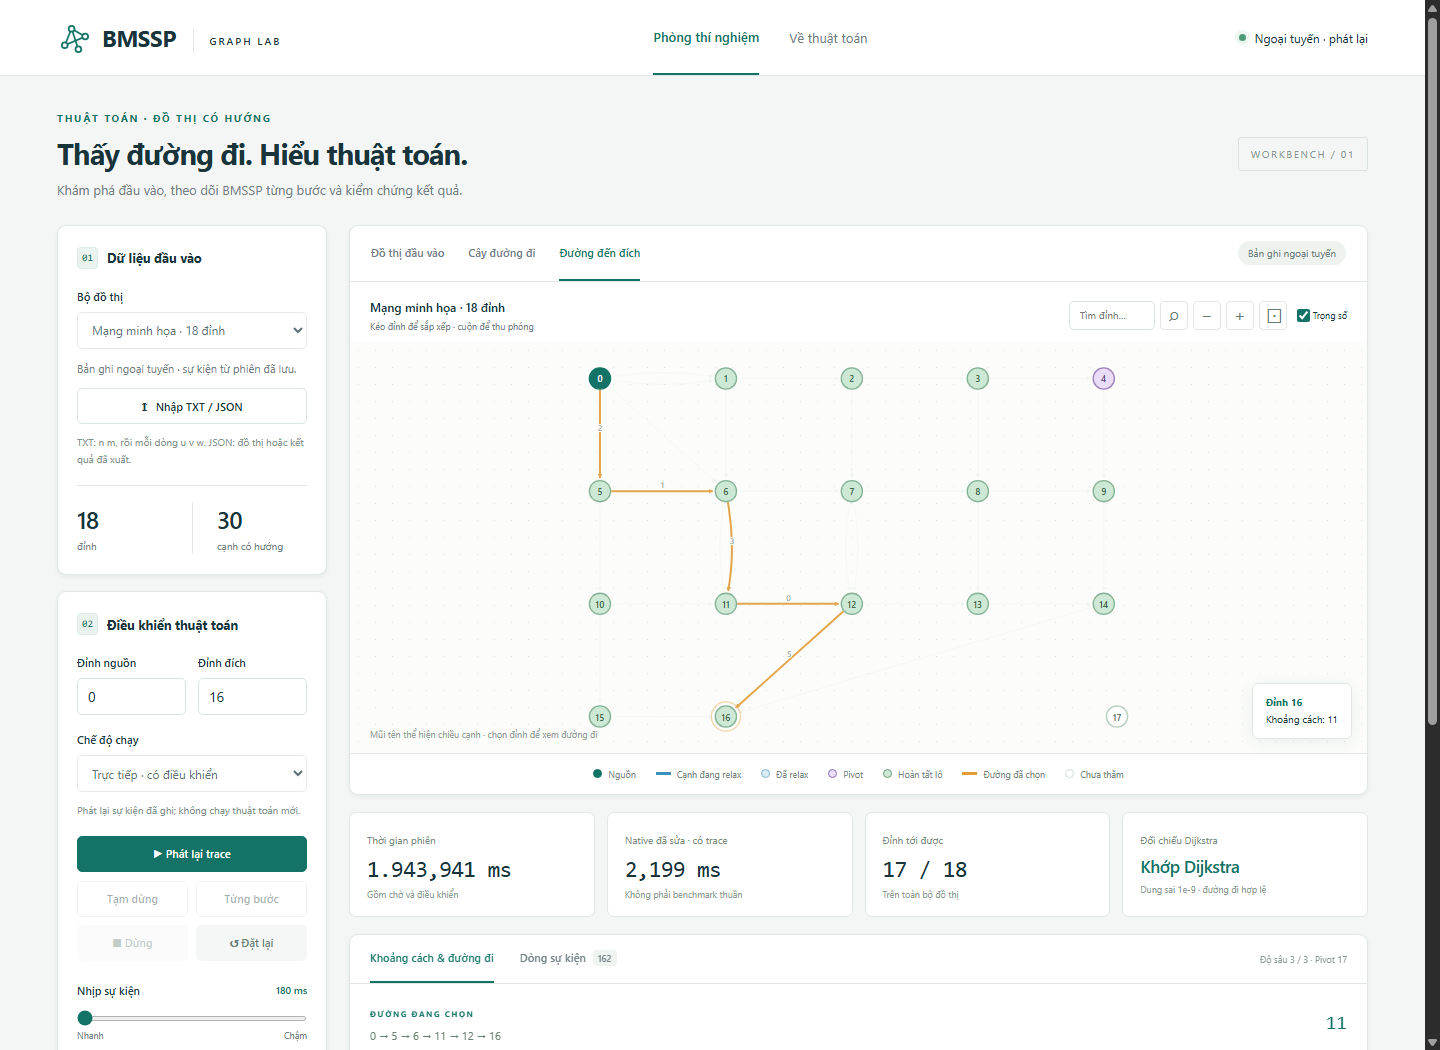 BMSSP
GRAPH LAB
Phòng thí nghiệm
Về thuật toán
Ngoại tuyến · phát lại
THUẬT TOÁN · ĐỒ THỊ CÓ HƯỚNG
Thấy đường đi. Hiểu thuật toán.
Khám phá đầu vào, theo dõi BMSSP từng bước và kiểm chứng kết quả.
WORKBENCH / 01
01 Dữ liệu đầu vào
Bộ đồ thị
Mạng minh họa · 18 đỉnh
Bản ghi ngoại tuyến · sự kiện từ phiên đã lưu.
↥ Nhập TXT / JSON
TXT: n m, rồi mỗi dòng u v w. JSON: đồ thị hoặc kết
quả đã xuất.
18
đỉnh
30
cạnh có hướng
02 Điều khiển thuật toán
Đỉnh nguồn
Đỉnh đích
0
16
Chế độ chạy
Trực tiếp · có điều khiển
Phát lại sự kiện đã ghi; không chạy thuật toán mới.
▶ Phát lại trace
Tạm dừng
Từng bước
■ Dừng
↺ Đặt lại
Nhịp sự kiện
180 ms
Nhanh
Chậm
Đồ thị đầu vào
Cây đường đi
Đường đến đích
Bản ghi ngoại tuyến
Mạng minh họa · 18 đỉnh
Kéo đỉnh để sắp xếp · cuộn để thu phóng
Tìm đỉnh...
−
+
Trọng số
0
1
2
3
4
2
5
1
6
7
8
9
3
10
11
0
12
13
14
5
15
16
17
Đỉnh 16
Khoảng cách: 11
Mũi tên thể hiện chiều cạnh · chọn đỉnh để xem đường đi
Nguồn
Cạnh đang relax
Đã relax
Pivot
Hoàn tất lô
Đường đã chọn
Chưa thăm
Thời gian phiên
1.943,941 ms
Gồm chờ và điều khiển
Native đã sửa · có trace
2,199 ms
Không phải benchmark thuần
Đỉnh tới được
17 / 18
Trên toàn bộ đồ thị
Đối chiếu Dijkstra
Khớp Dijkstra
Dung sai 1e-9 · đường đi hợp lệ
Khoảng cách & đường đi
Dòng sự kiện 162
Độ sâu 3 / 3 · Pivot 17
ĐƯỜNG ĐANG CHỌN
0 → 5 → 6 → 11 → 12 → 16
11